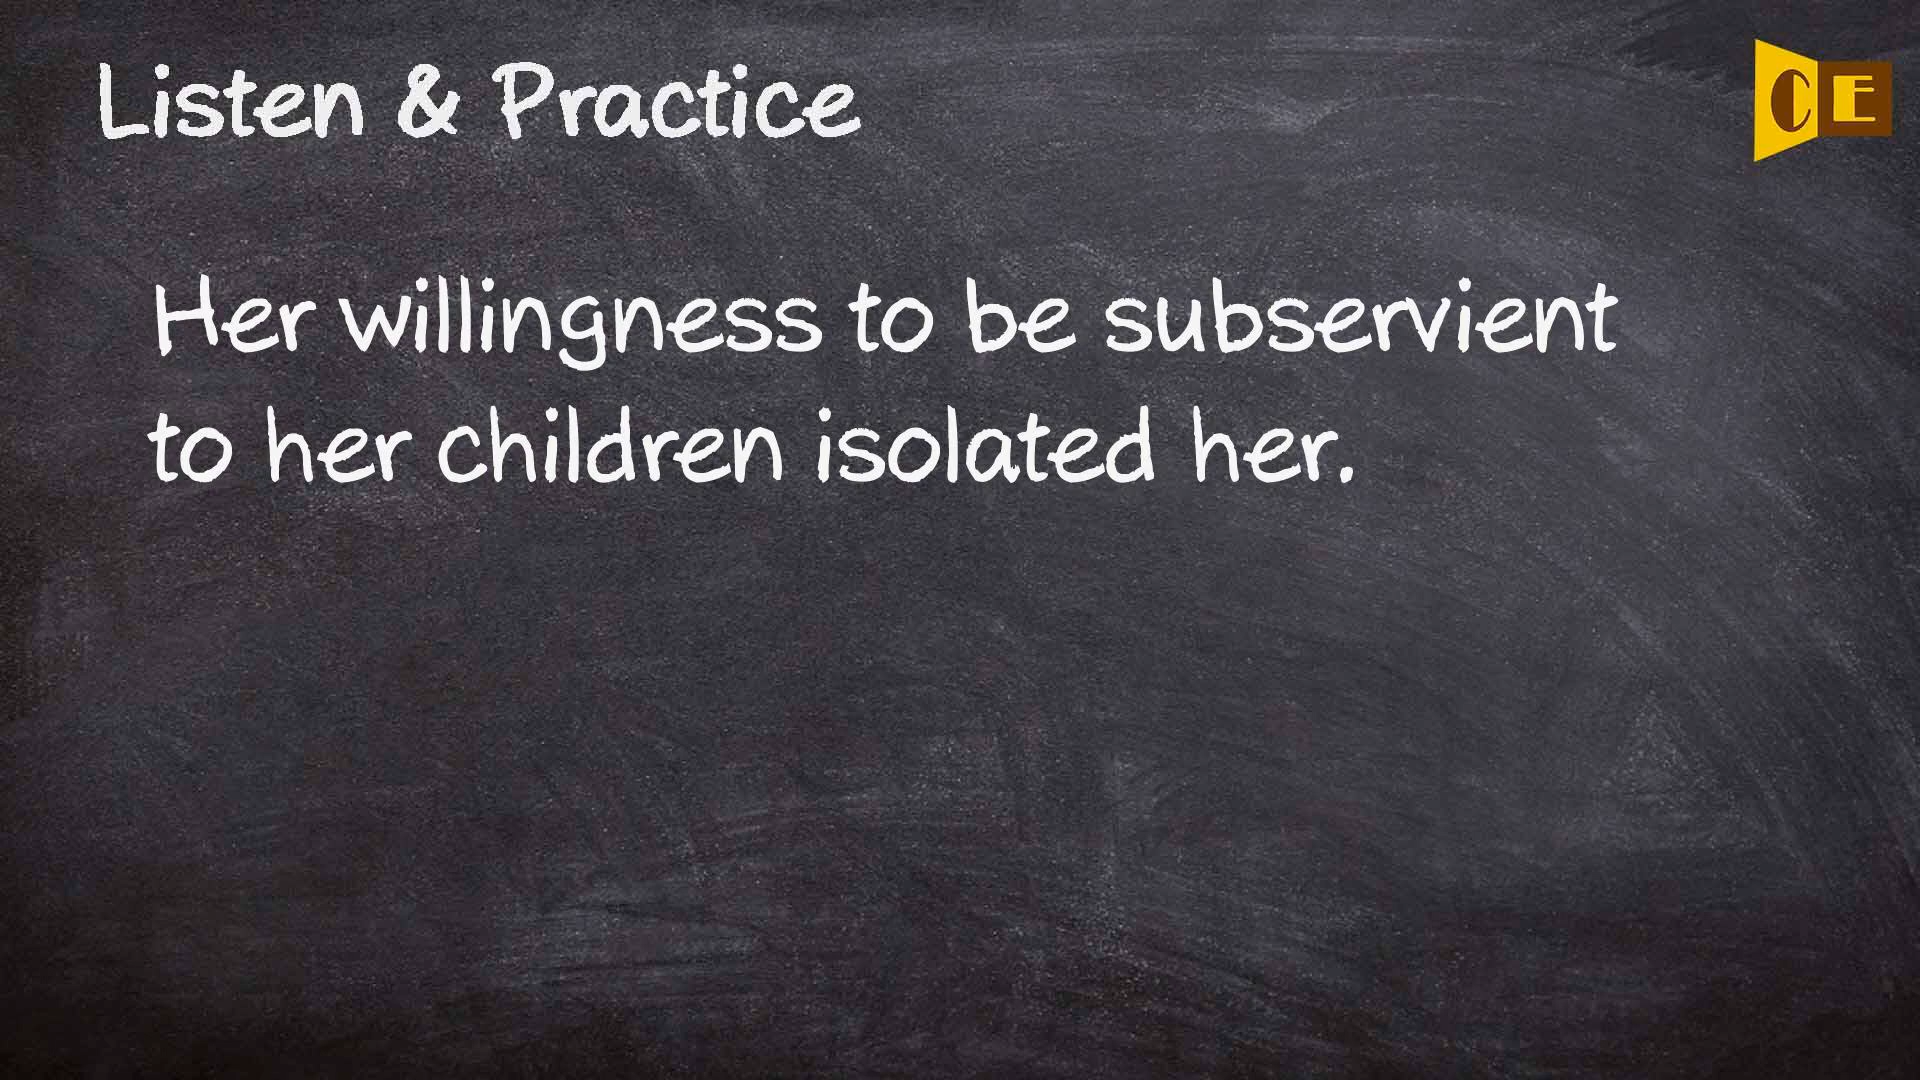 Listen & Practice
CE
Her willingness to be subservient
to her children isolated her.